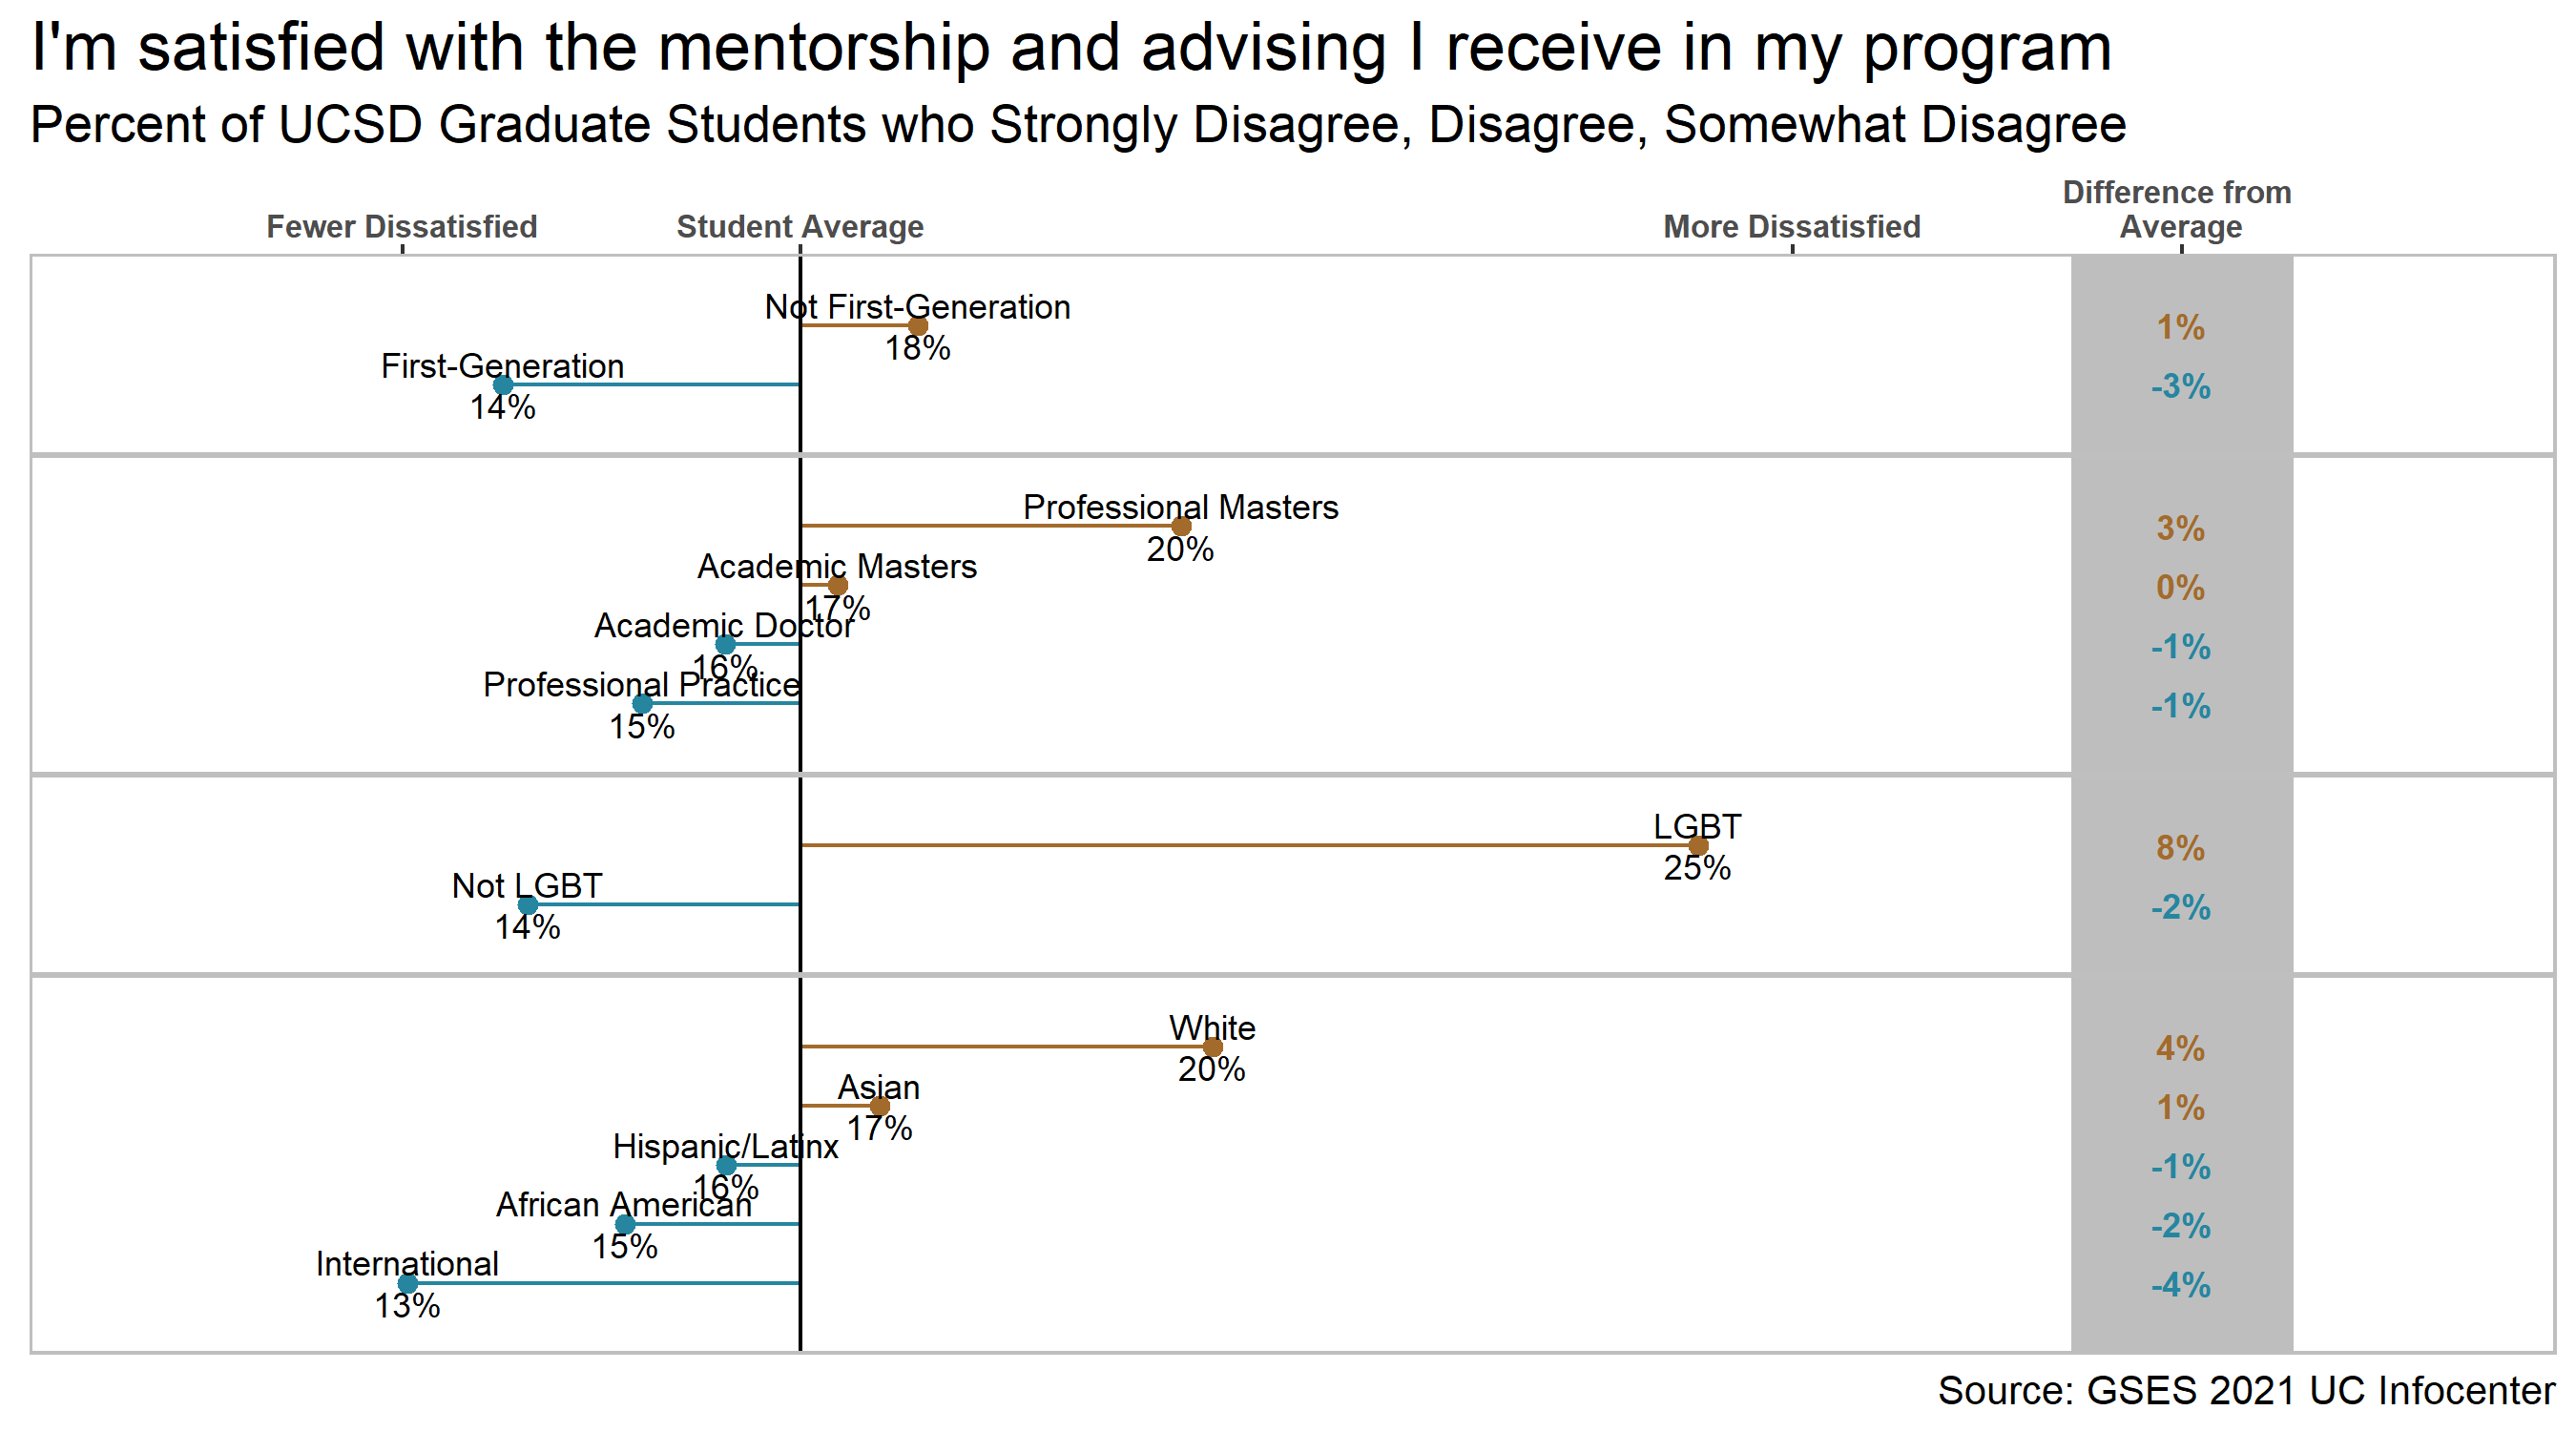 I'm satisfied with the mentorship and advising I receive in my program
Percent of UCSD Graduate Students who Strongly Disagree, Disagree, Somewhat Disagree
Fewer Dissatisfied Student Average More Dissatisfied Difference from
Average
Not First-Generation
18% 1%
First-Generation
14% -3%
Professional Masters
20% 3%
Academic Masters
17% 0%
Academic Doctor
16% -1%
Professional Practice
15% -1%
LGBT
25% 8%
Not LGBT
14% -2%
White
20% 4%
Asian
17% 1%
Hispanic/Latinx
16% -1%
African American
15% -2%
International
13% -4%
Source: GSES 2021 UC Infocenter